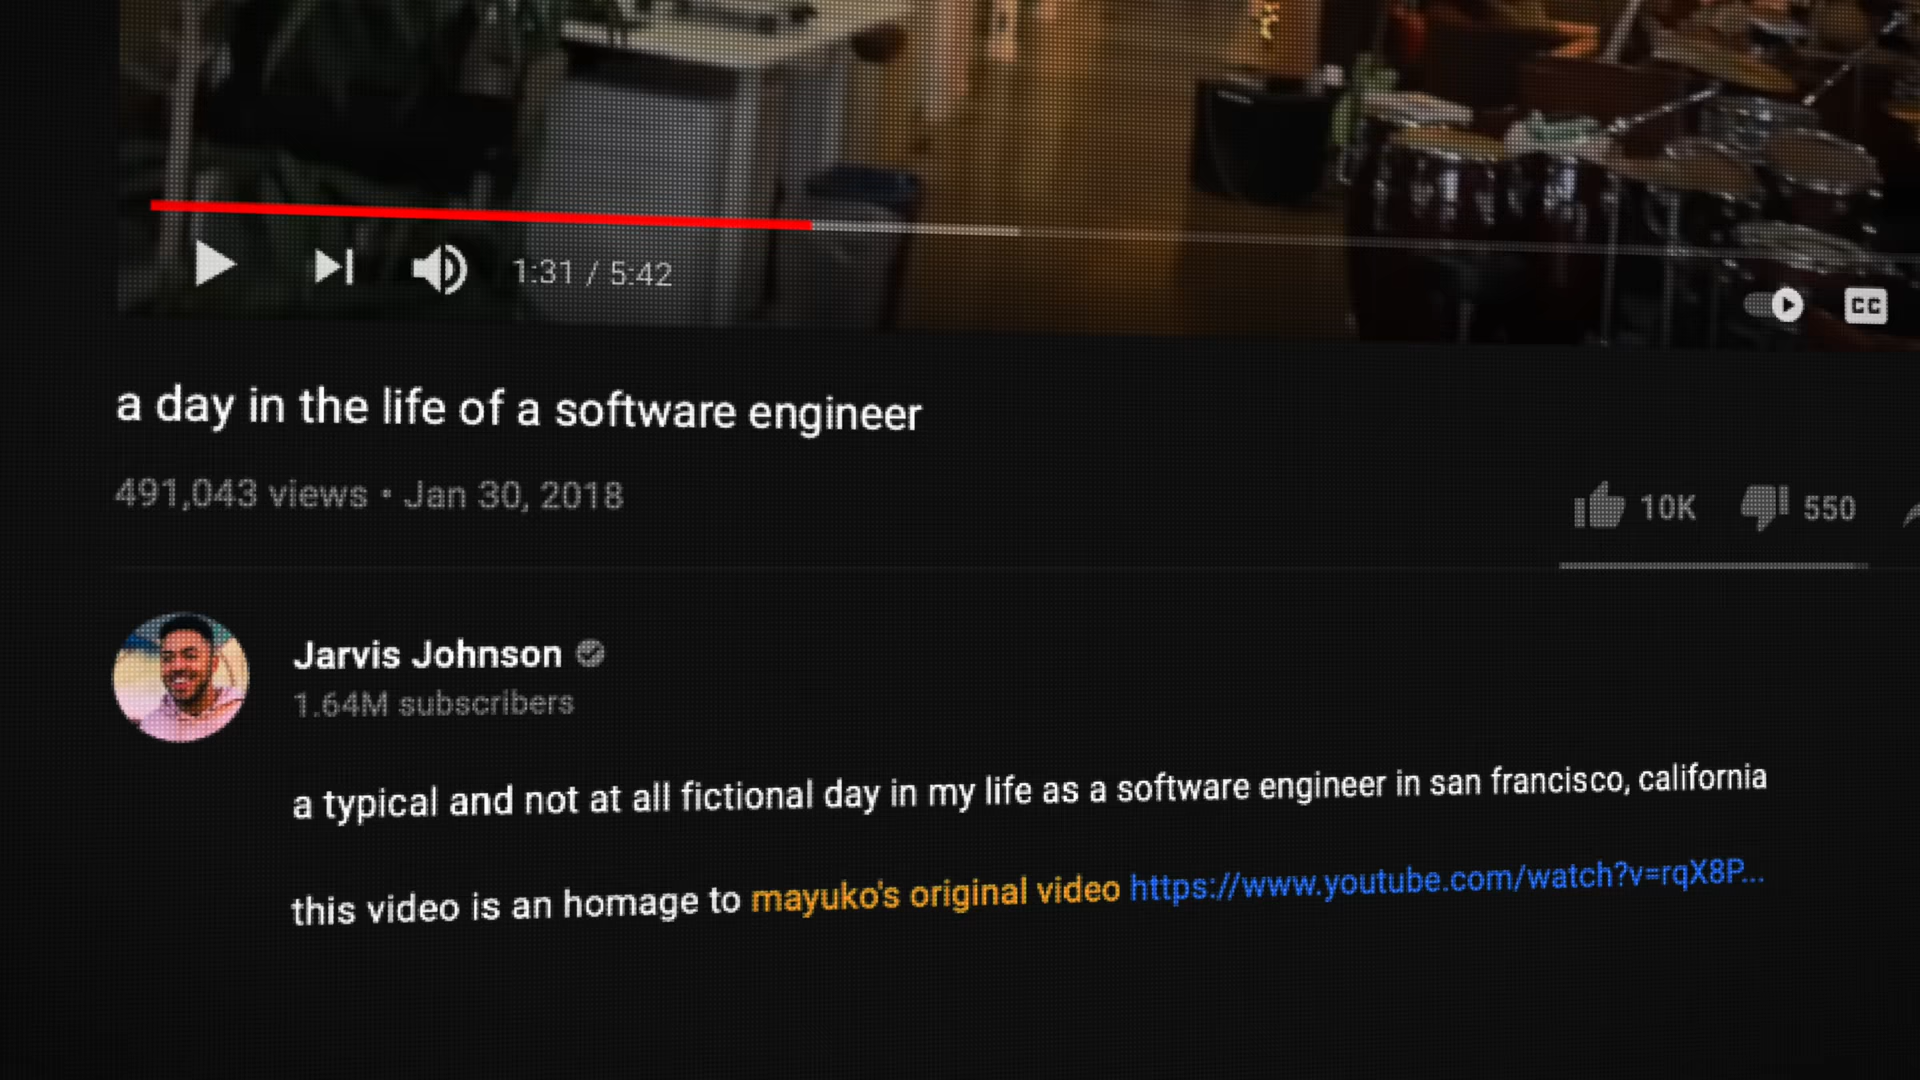 1:31 / 5:42
CC
a day in the life of a software engineer
491,043 views • Jan 30, 2018
10K
550
Jarvis Johnson
1.64M subscribers
a typical and not at all fictional day in my life as a software engineer in san francisco, california
this video is an homage to mayuko's original video https://www.youtube.com/watch?v=rqX8P...